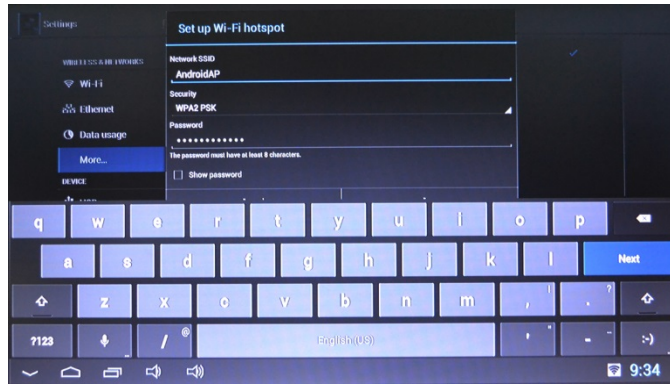 Settings
Set up Wi-Fi hotspot
WIRELESS & NETWORKS
Network SSID
AndroidAP
Wi-Fi
Security
WPA2 PSK
Ethernet
Password
Data usage
••••••••••••
The password must have at least 8 characters.
More...
Show password
DEVICE
q w e r t y u i o p
a s d f g h j k l Next
z x c v b n m , ! . ?
?123 / @ English (US) ' " - _ :-)
9:34